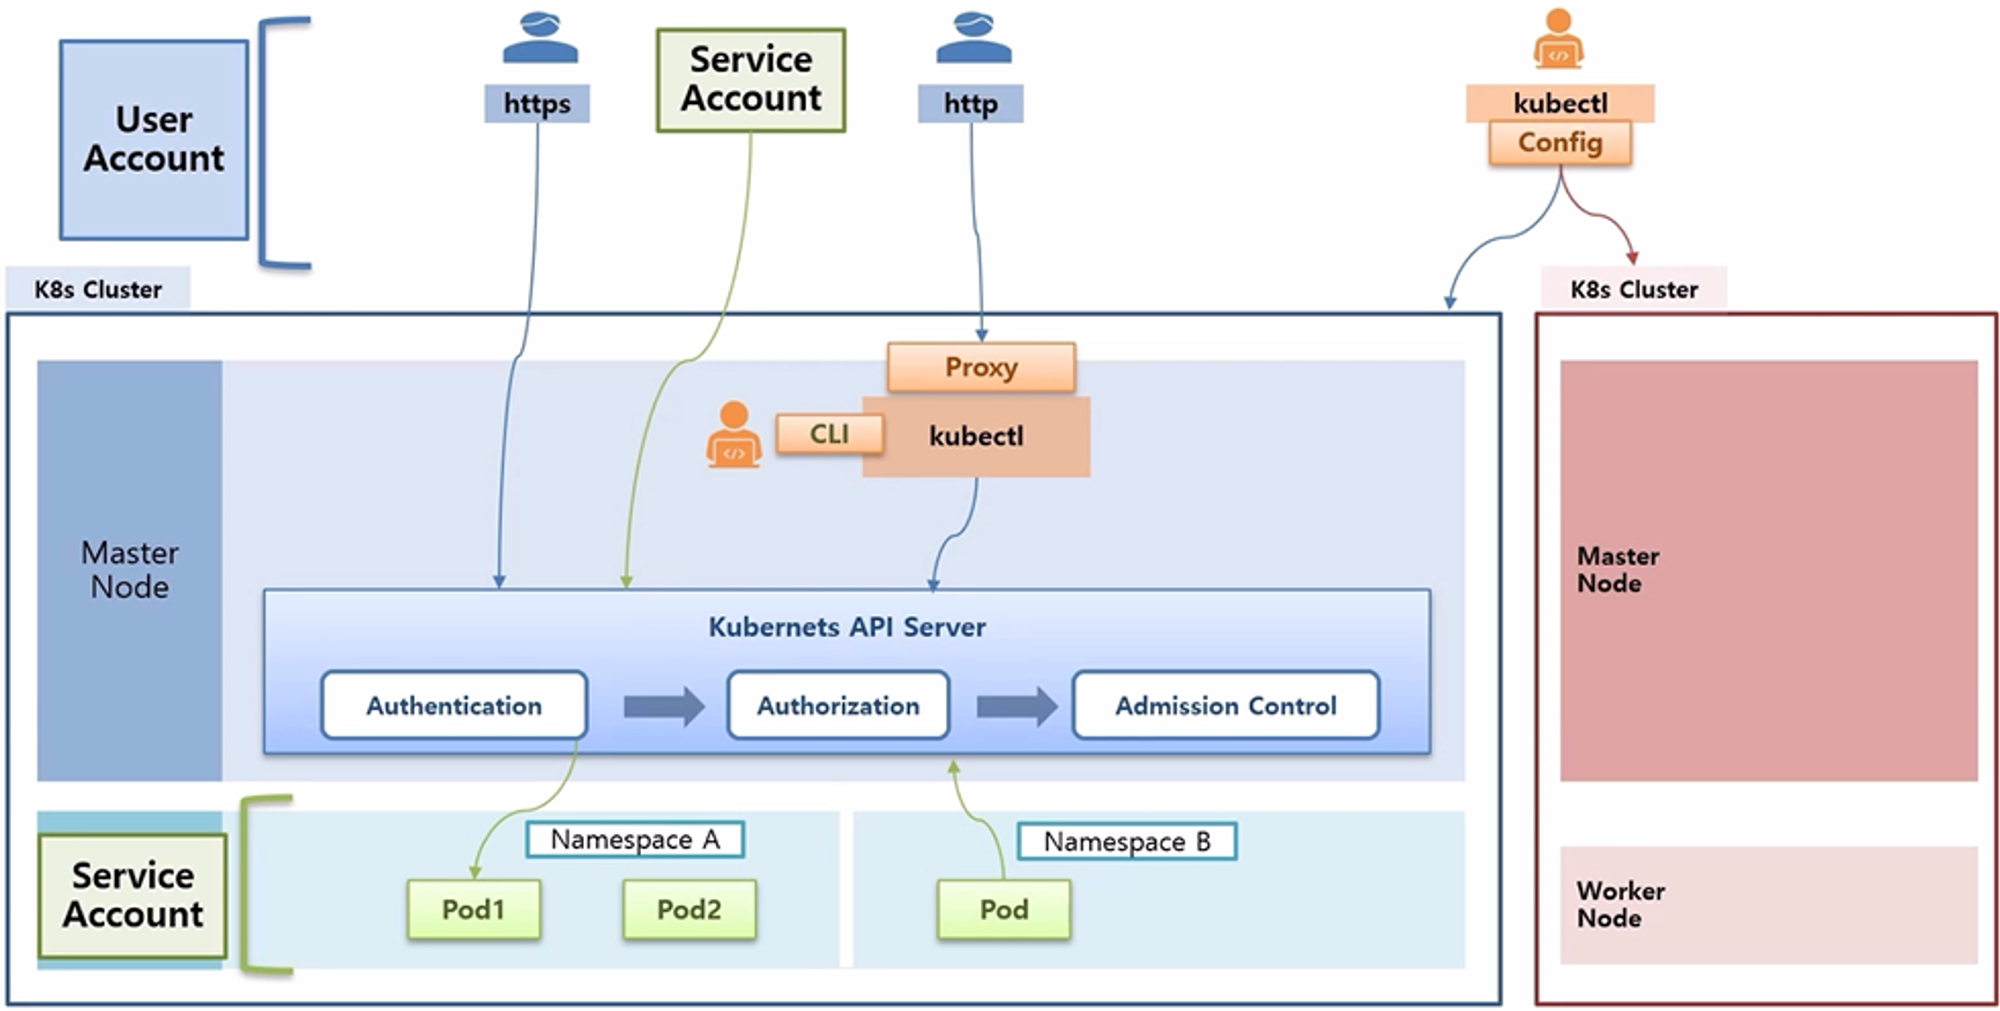 User
Account
https
Service
Account
http
kubectl
Config
K8s Cluster
K8s Cluster
Proxy
CLI
kubectl
Master
Node
Kubernets API Server
Authentication
Authorization
Admission Control
Master
Node
Service
Account
Namespace A
Pod1
Pod2
Namespace B
Pod
Worker
Node